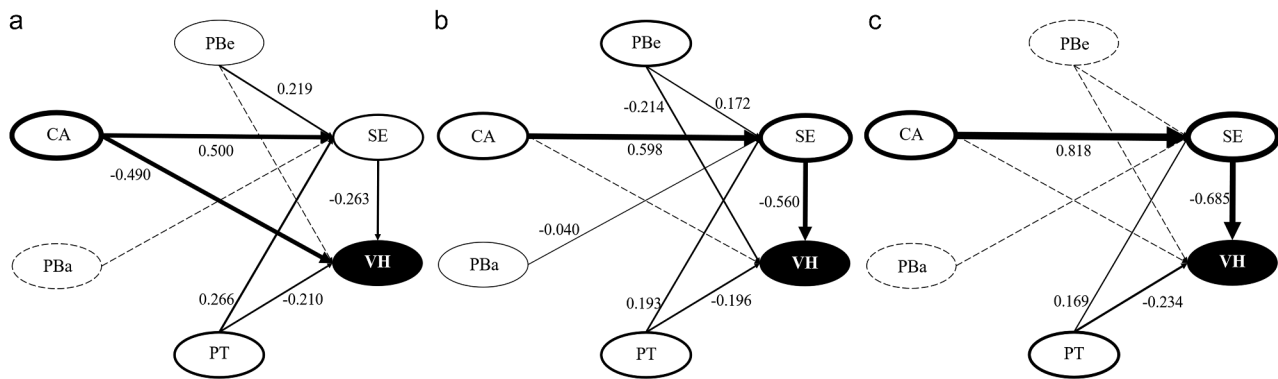 a
PBe
0.219
CA
SE
0.500
-0.490
-0.263
PBa
VH
0.266
-0.210
PT
b
PBe
-0.214
0.172
CA
SE
0.598
-0.560
-0.040
PBa
VH
0.193
-0.196
PT
c
PBe
CA
SE
0.818
-0.685
PBa
VH
0.169
-0.234
PT